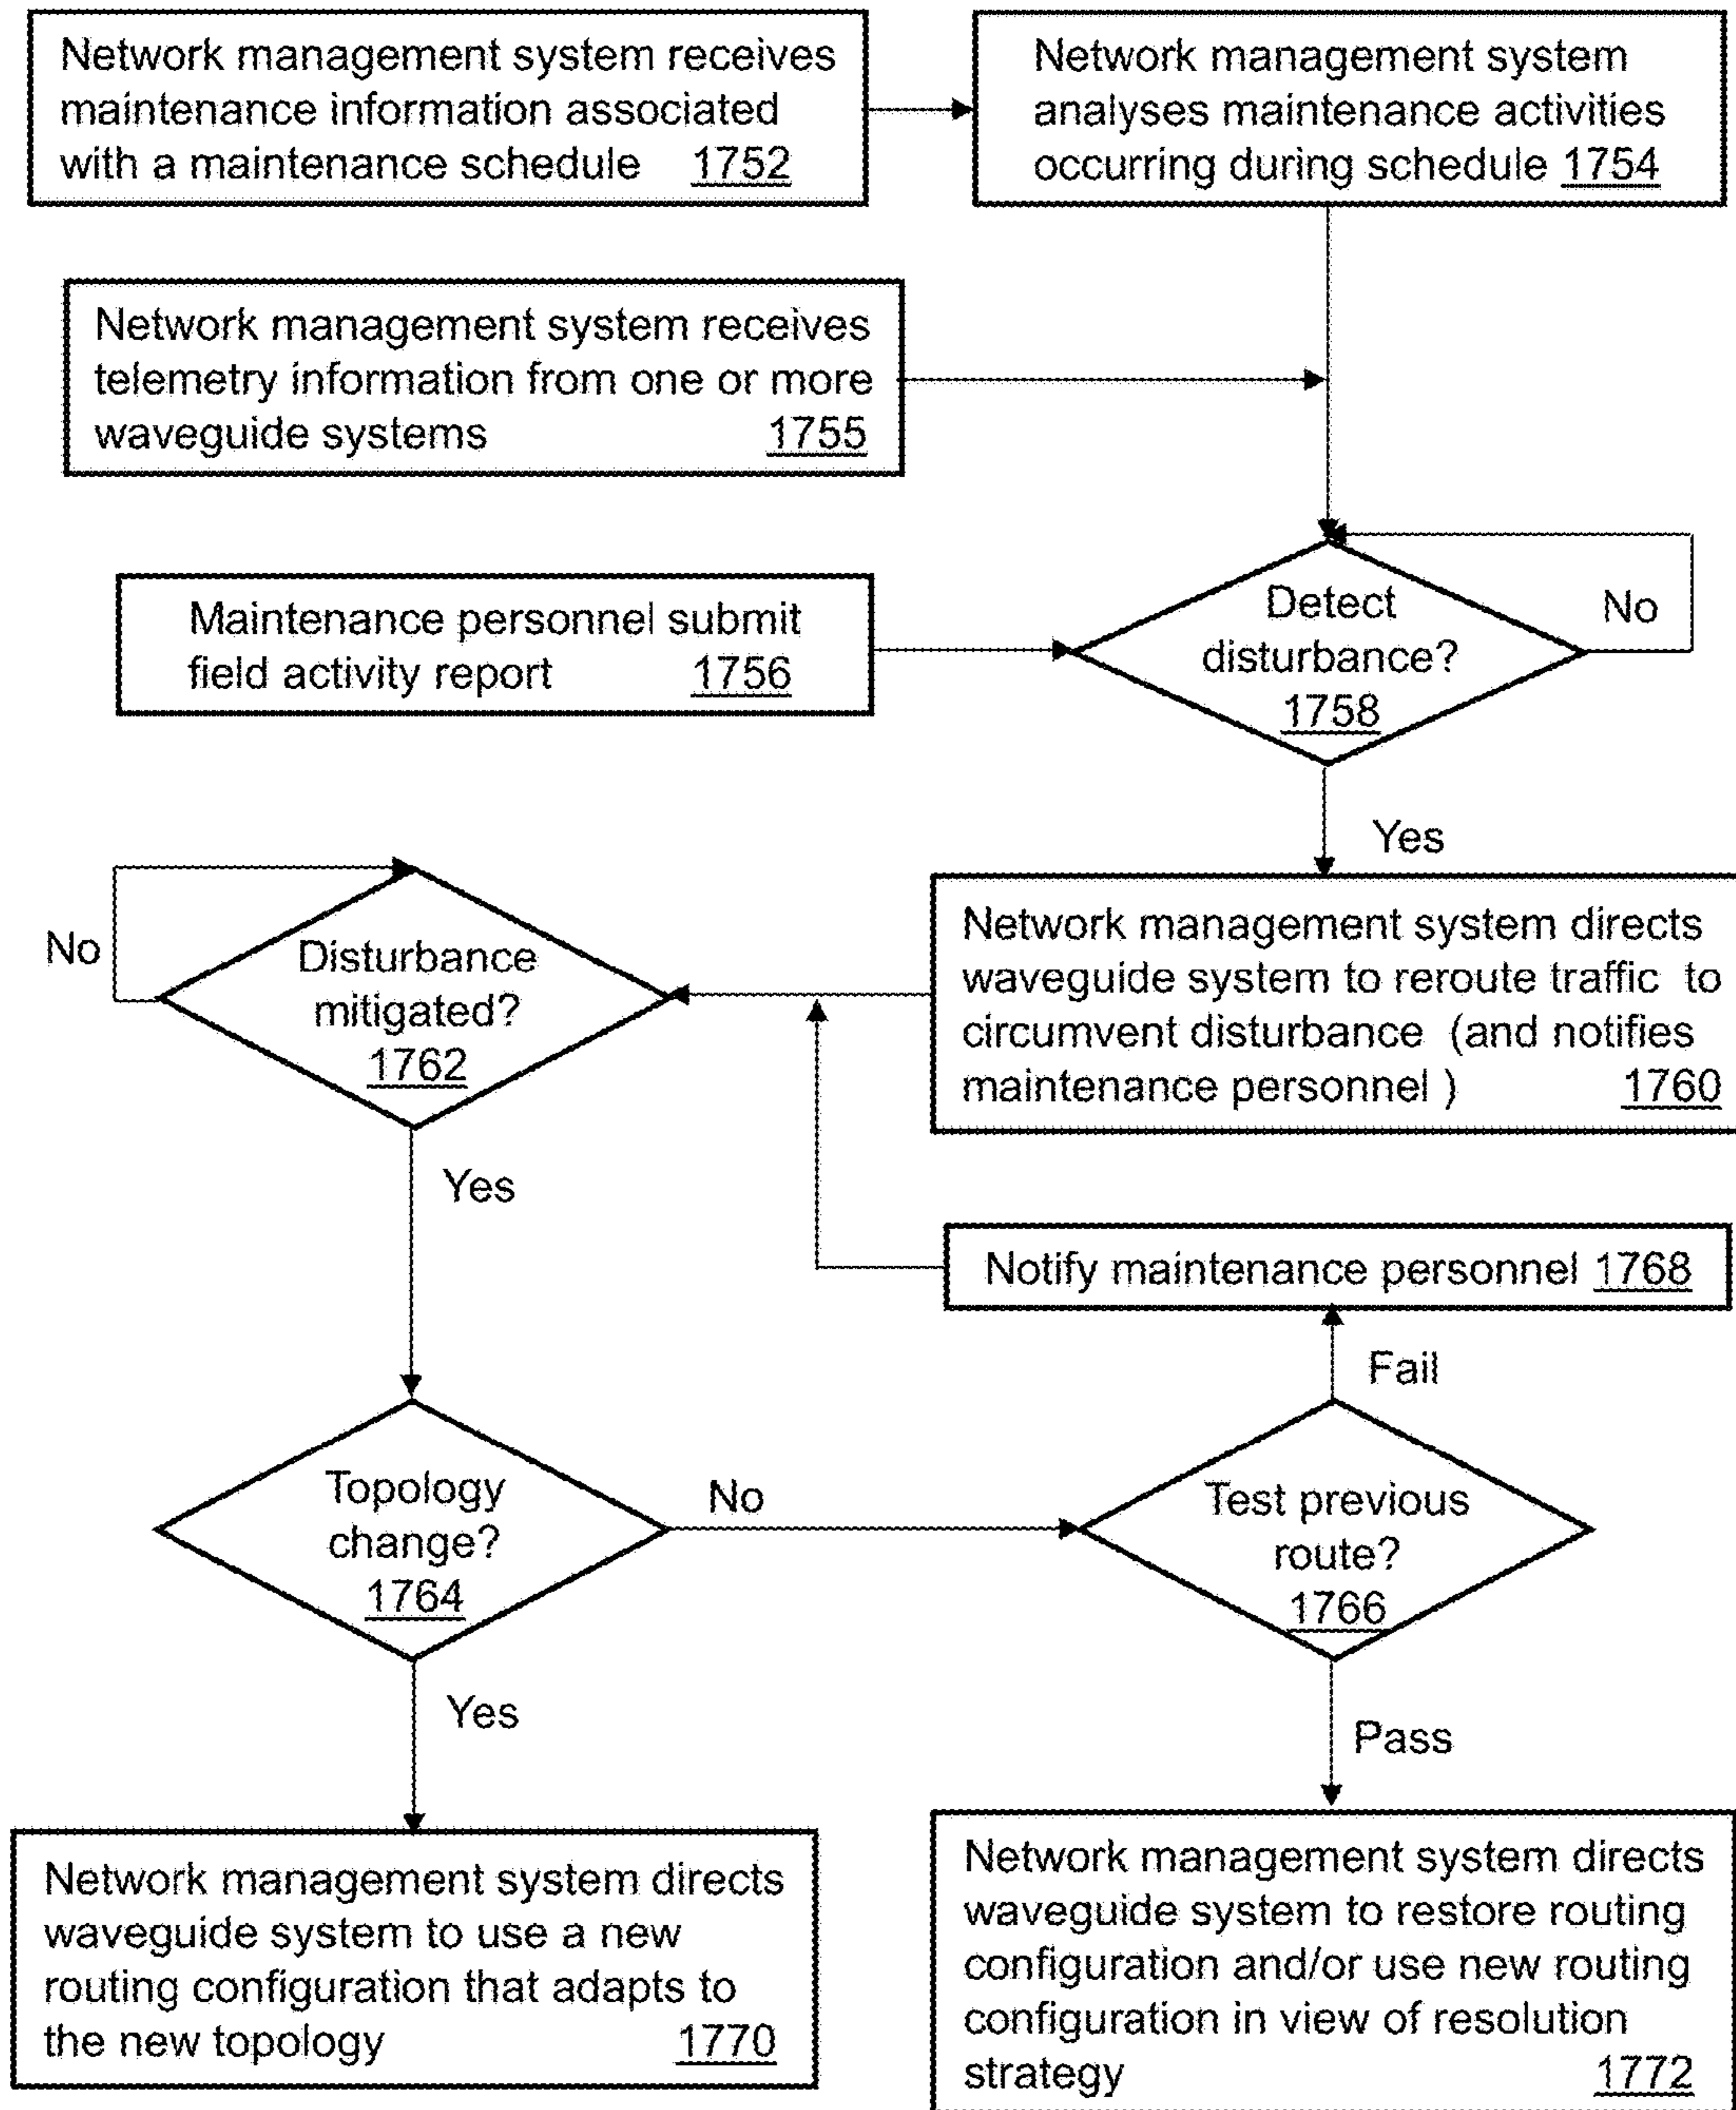 Network management system receives
maintenance information associated
with a maintenance schedule 1752
Network management system
analyses maintenance activities
occurring during schedule 1754
Network management system receives
telemetry information from one or more
waveguide systems 1755
Maintenance personnel submit
field activity report 1756
Detect
disturbance?
1758
No
Yes
Network management system directs
waveguide system to reroute traffic to
circumvent disturbance (and notifies
maintenance personnel ) 1760
No
Disturbance
mitigated?
1762
Yes
Notify maintenance personnel 1768
Fail
Topology
change?
1764
No
Test previous
route?
1766
Yes
Pass
Network management system directs
waveguide system to use a new
routing configuration that adapts to
the new topology 1770
Network management system directs
waveguide system to restore routing
configuration and/or use new routing
configuration in view of resolution
strategy 1772